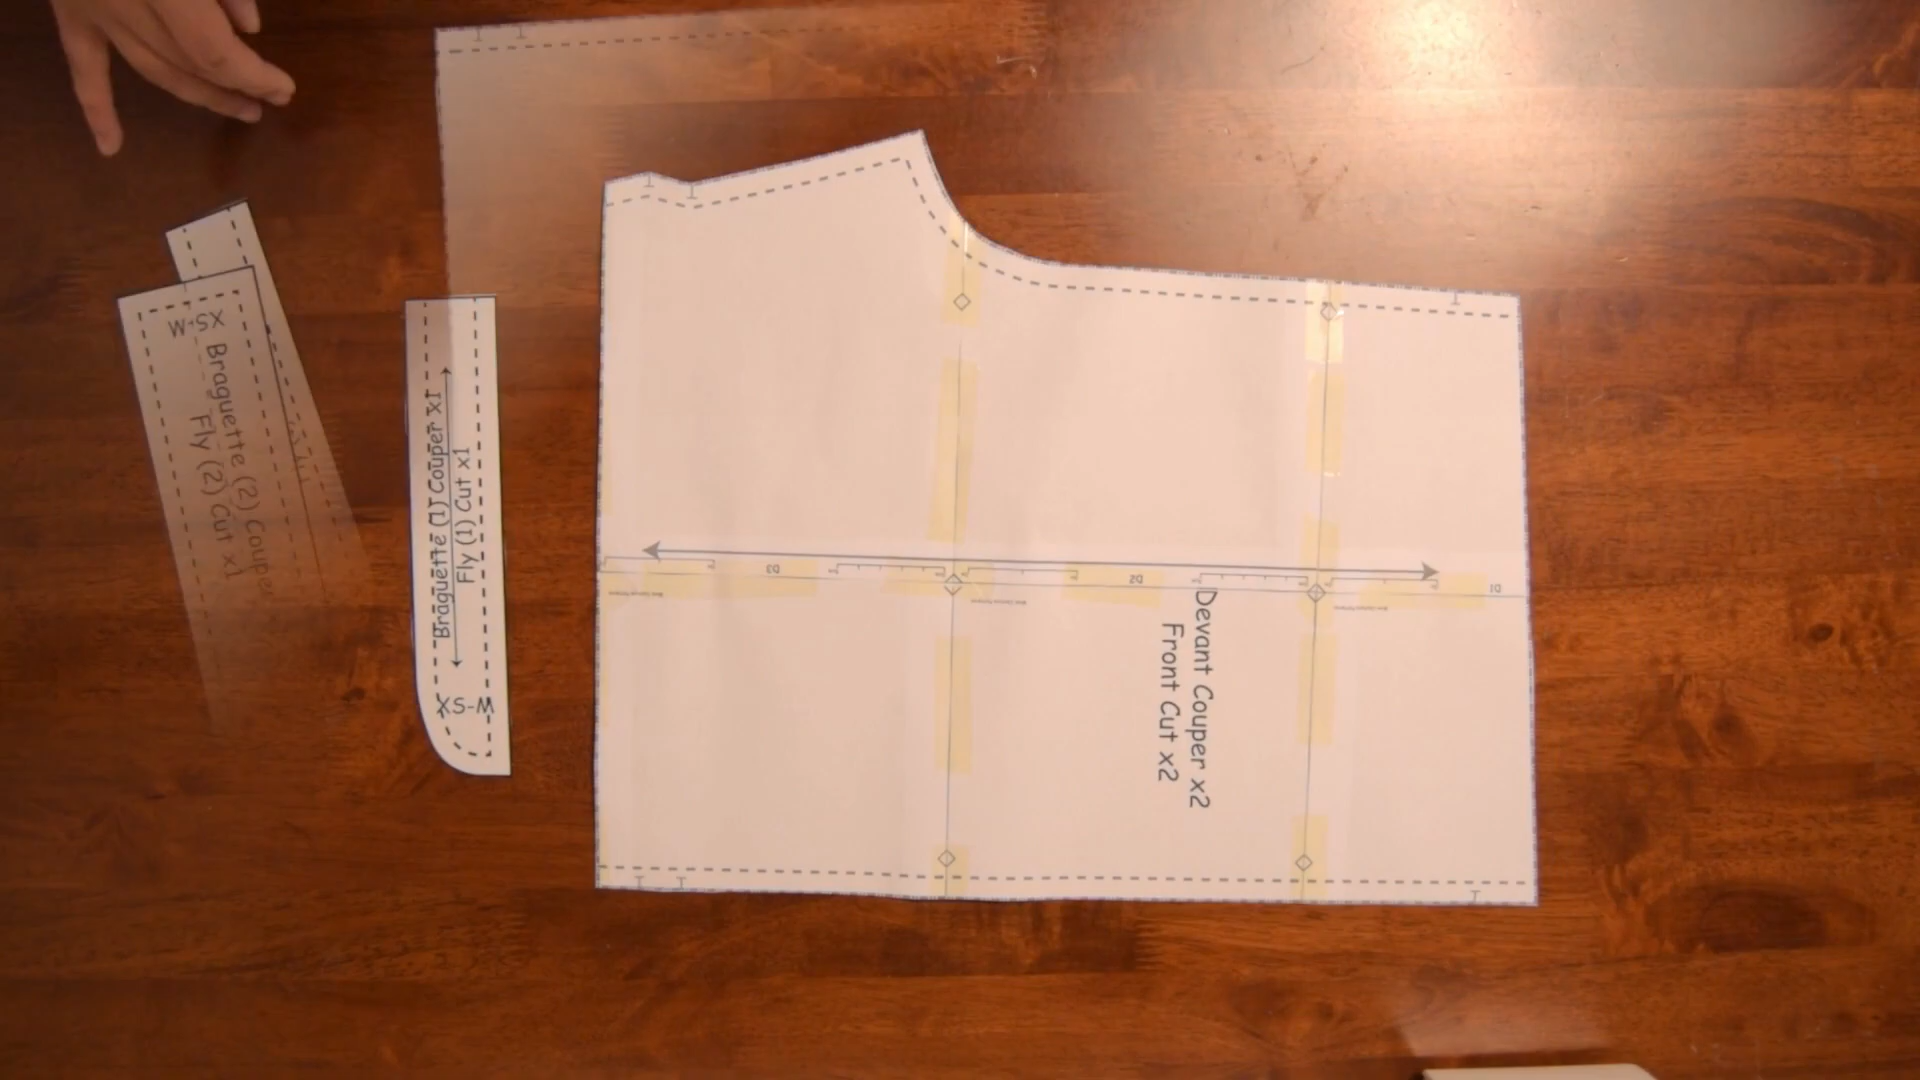 XS-M
Braguette (2) Couper
Fly (2) Cut x1
Braguette (1) Couper x1
Fly (1) Cut x1
XS-M
Devant Couper x2
Front Cut x2
D3
D2
D1